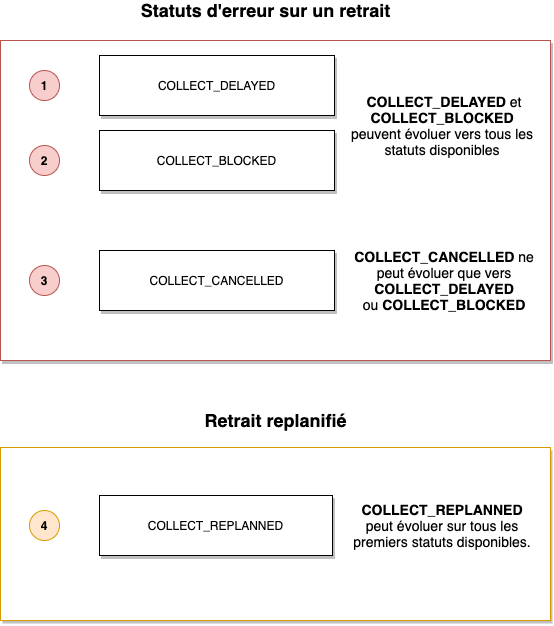 Statuts d'erreur sur un retrait
1
COLLECT_DELAYED
2
COLLECT_BLOCKED
COLLECT_DELAYED et
COLLECT_BLOCKED
peuvent évoluer vers tous les
statuts disponibles
3
COLLECT_CANCELLED
COLLECT_CANCELLED ne
peut évoluer que vers
COLLECT_DELAYED
ou COLLECT_BLOCKED
Retrait replanifié
4
COLLECT_REPLANNED
COLLECT_REPLANNED
peut évoluer sur tous les
premiers statuts disponibles.